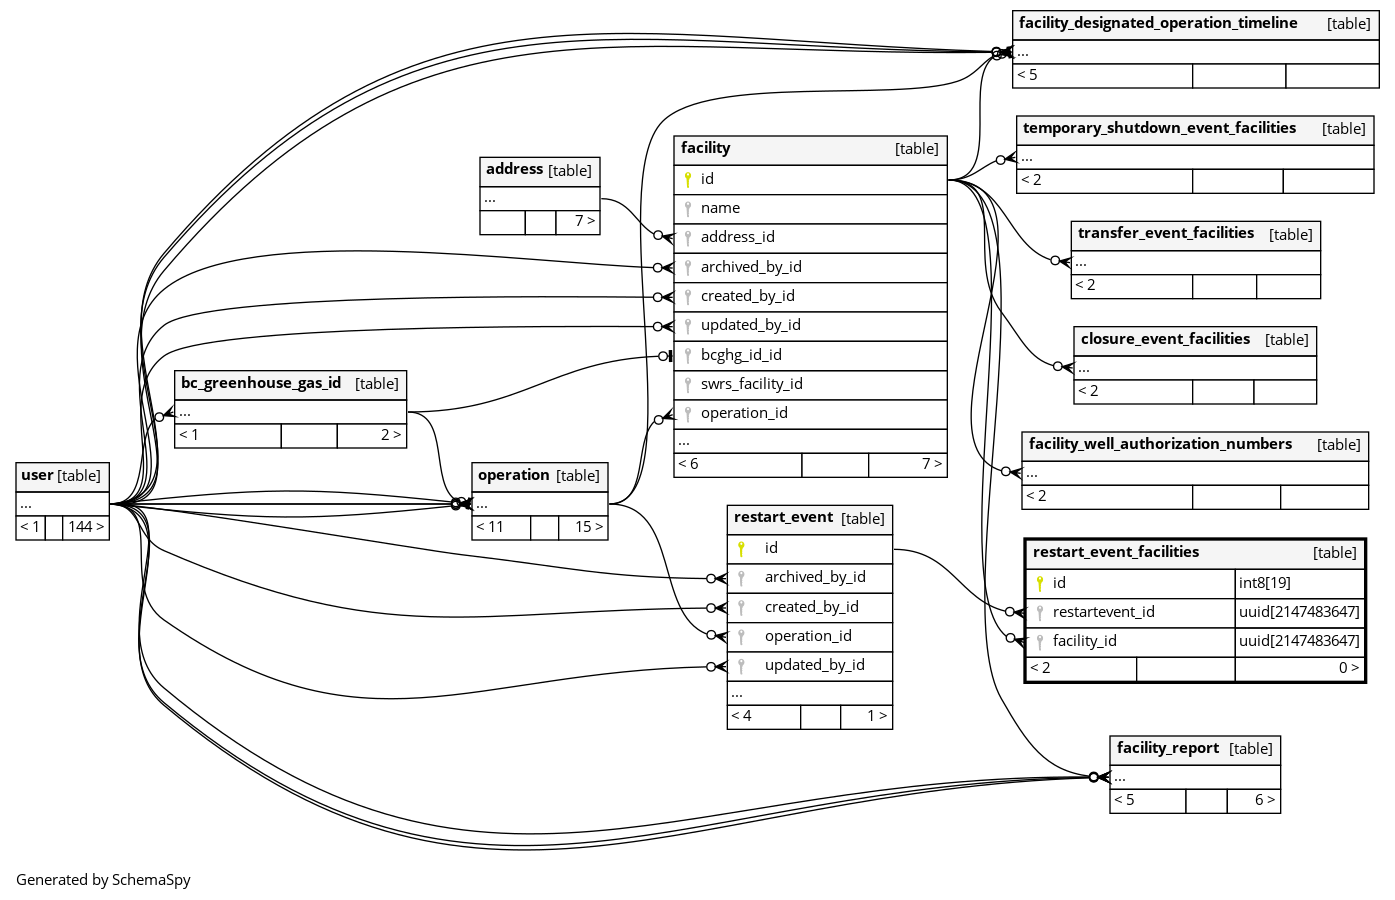 facility_designated_operation_timeline [table]
...
< 5
temporary_shutdown_event_facilities [table]
...
< 2
facility [table]
id
name
address_id
archived_by_id
created_by_id
updated_by_id
bcghg_id_id
swrs_facility_id
operation_id
...
< 6 7 >
address [table]
...
7 >
transfer_event_facilities [table]
...
< 2
closure_event_facilities [table]
...
< 2
bc_greenhouse_gas_id [table]
...
< 1 2 >
facility_well_authorization_numbers [table]
...
< 2
user [table]
...
< 1 144 >
operation [table]
...
< 11 15 >
restart_event [table]
id
archived_by_id
created_by_id
operation_id
updated_by_id
...
< 4 1 >
restart_event_facilities [table]
id int8[19]
restartevent_id uuid[2147483647]
facility_id uuid[2147483647]
< 2 0 >
facility_report [table]
...
< 5 6 >
Generated by SchemaSpy